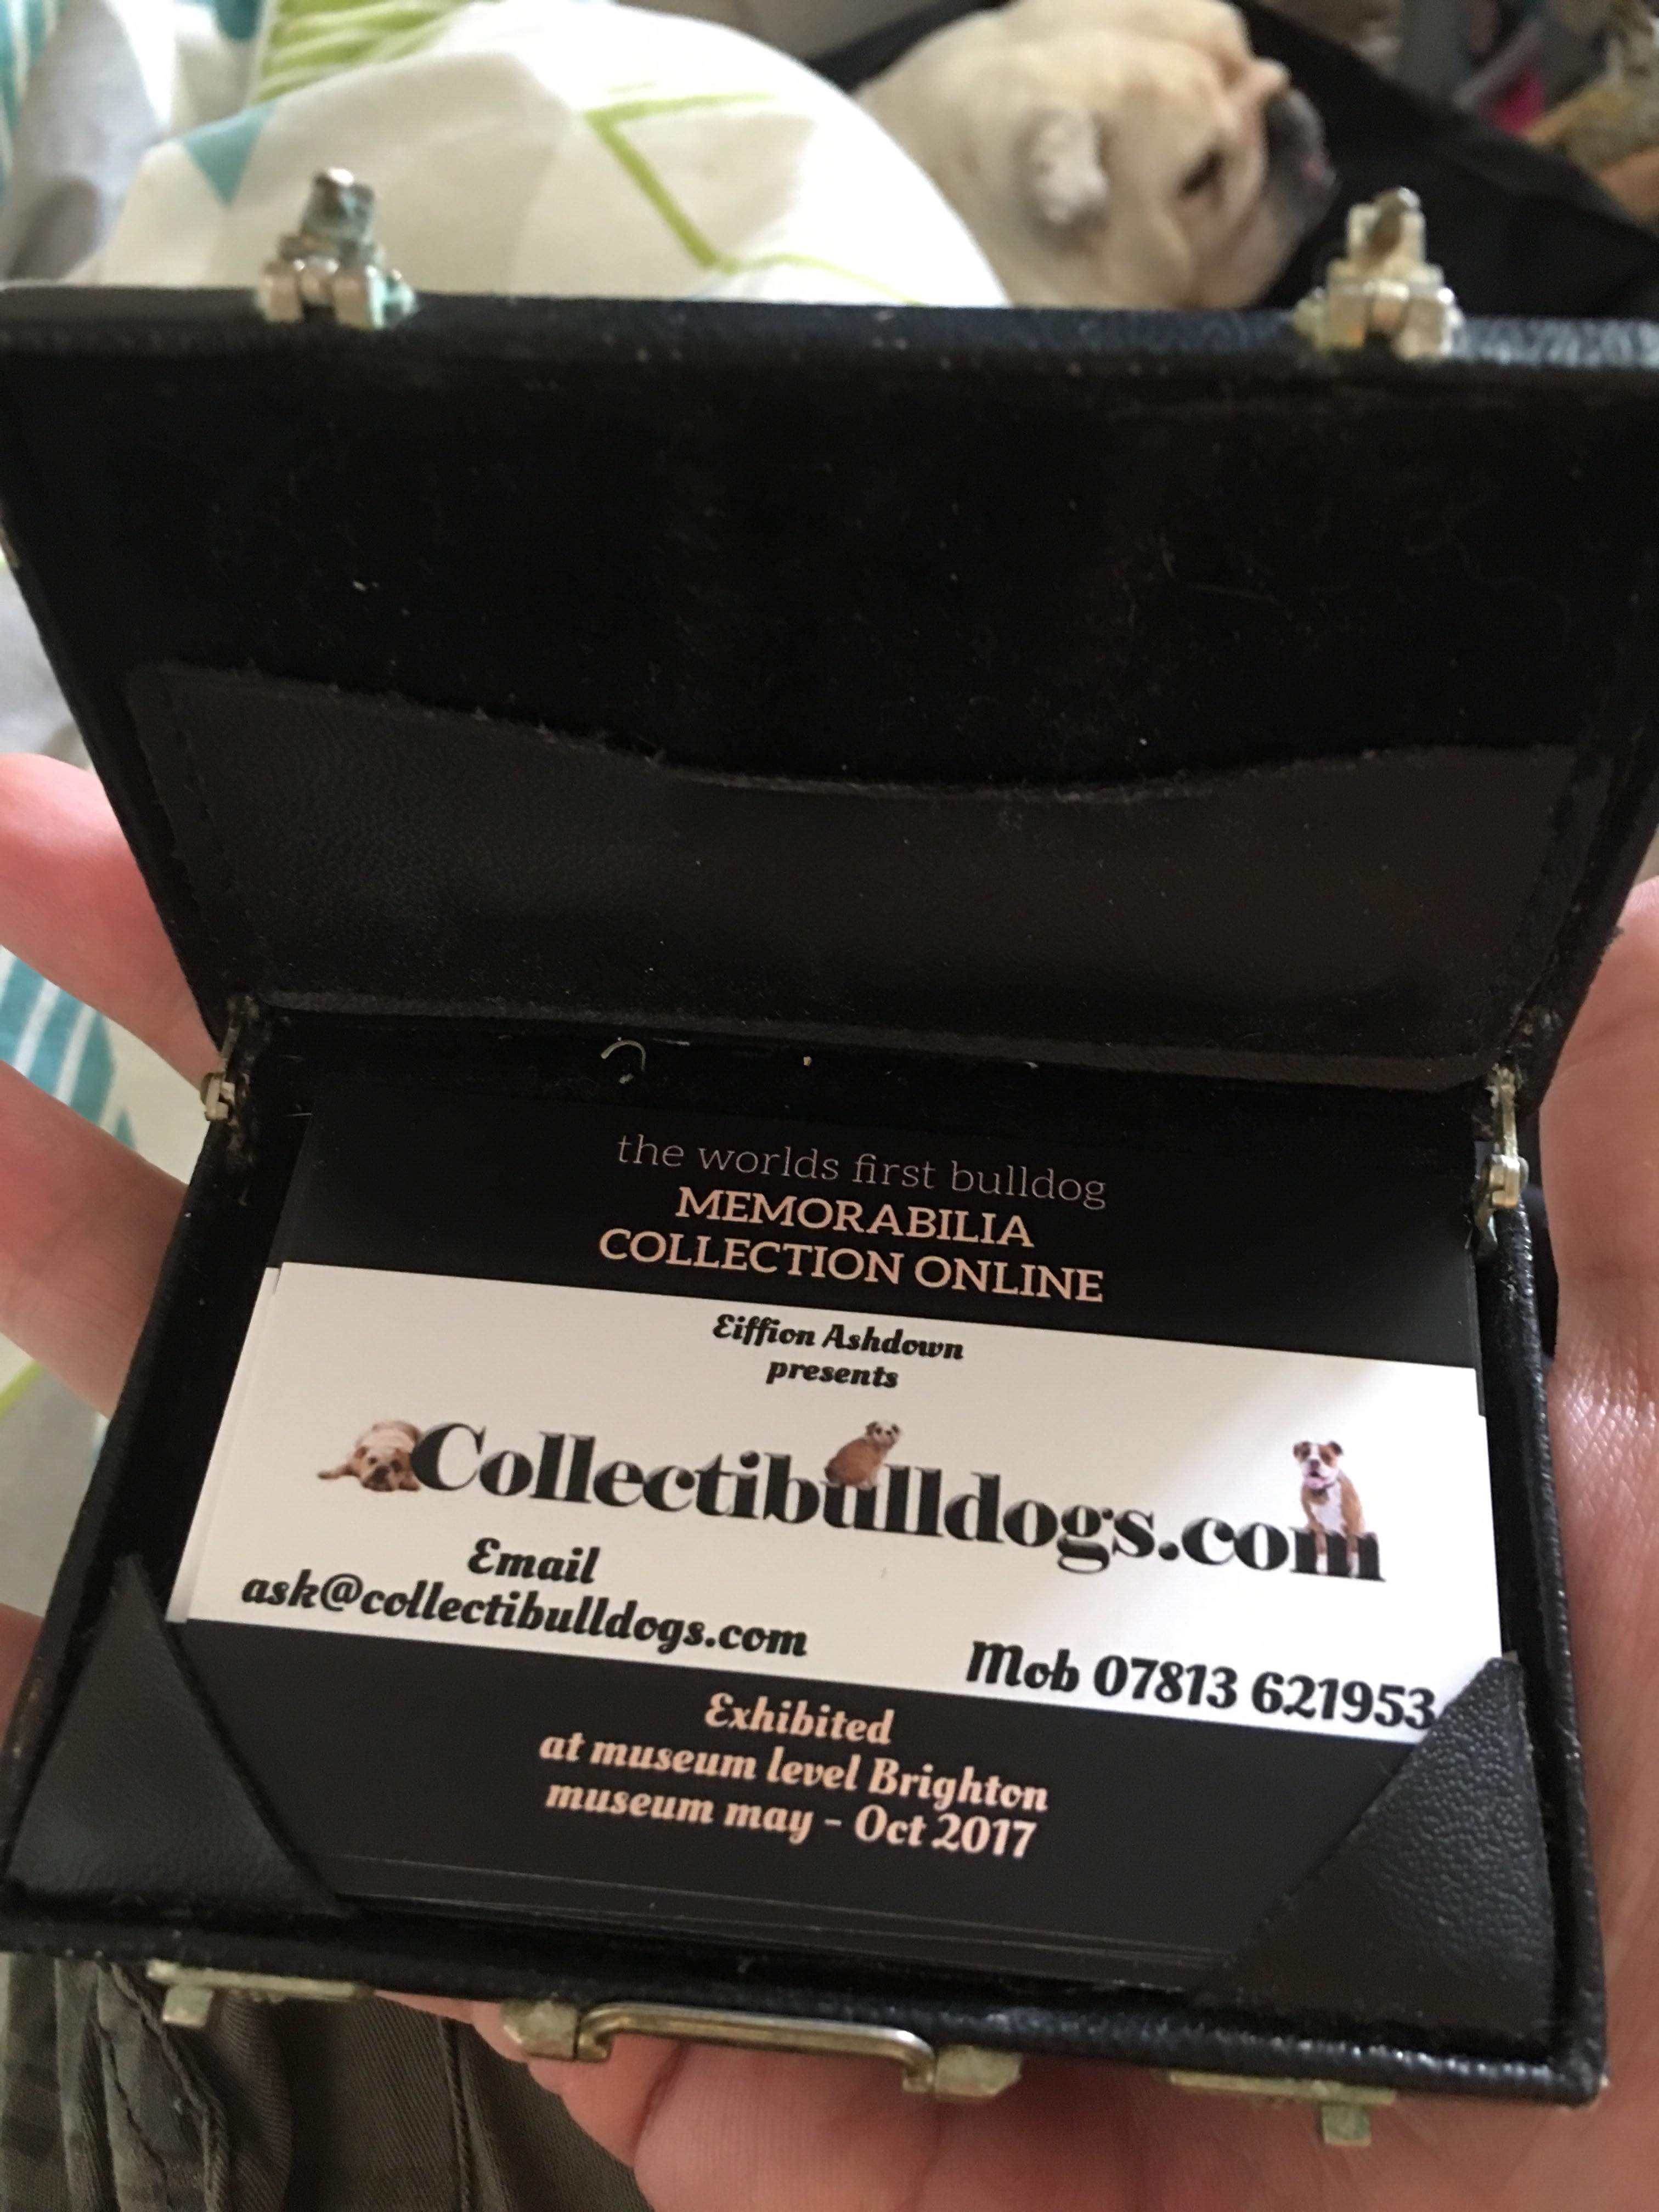 the worlds first bulldog
MEMORABILIA
COLLECTION ONLINE
Eiffion Ashdown
presents
Collectibulldogs.com
Email
ask@collectibulldogs.com
Mob 07813 621953
Exhibited
at museum level Brighton
museum may - Oct 2017